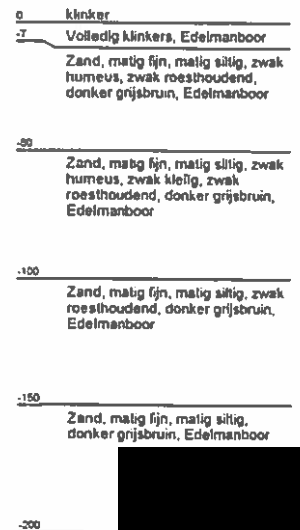 0 klinker
-7 Volledig klinkers, Edelmanboor
Zand, matig fijn, matig siltig, zwak
humeus, zwak roesthoudend,
donker grijsbruin, Edelmanboor
-50
Zand, matig fijn, matig siltig, zwak
humeus, zwak kleiig, zwak
roesthoudend, donker grijsbruin,
Edelmanboor
-100
Zand, matig fijn, matig siltig, zwak
roesthoudend, donker grijsbruin,
Edelmanboor
-150
Zand, matig fijn, matig siltig,
donker grijsbruin, Edelmanboor
-200